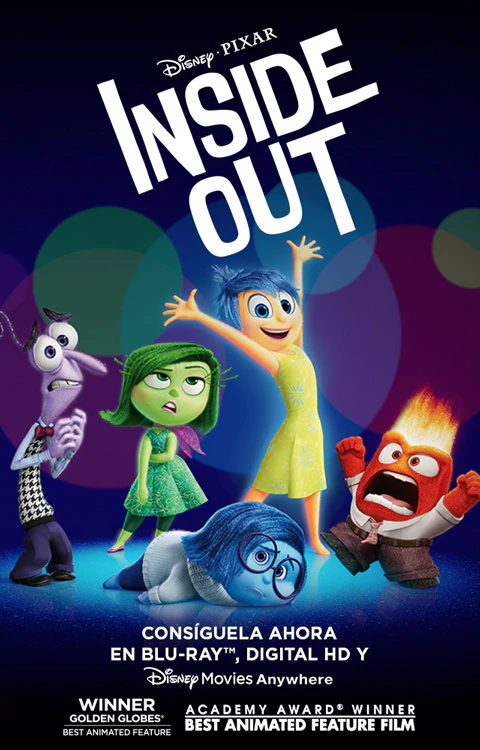 Disney · PIXAR
INSIDE
OUT
CONSÍGUELA AHORA
EN BLU-RAY™, DIGITAL HD Y
Disney Movies Anywhere
WINNER
GOLDEN GLOBES®
BEST ANIMATED FEATURE
ACADEMY AWARD® WINNER
BEST ANIMATED FEATURE FILM